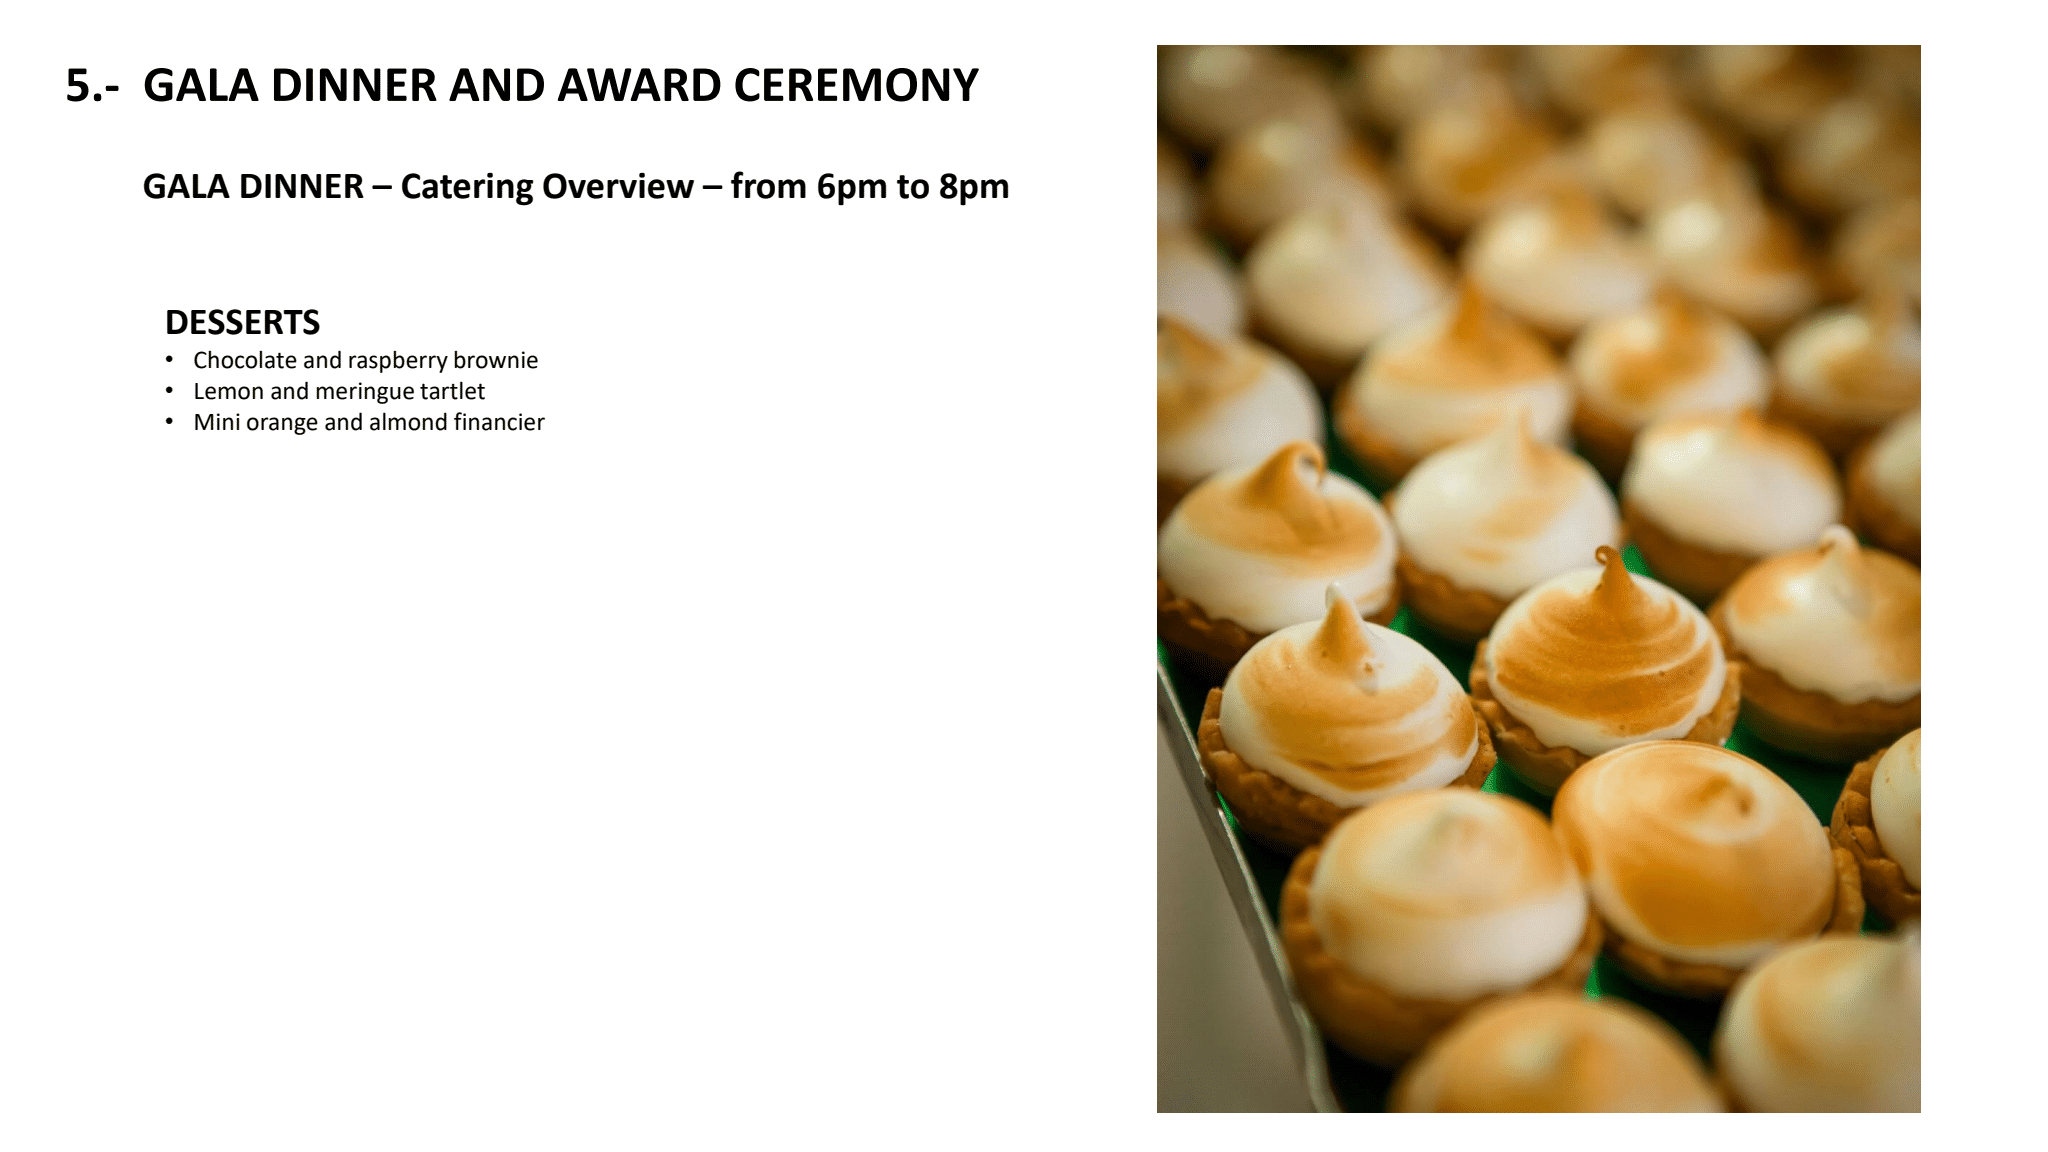 5.- GALA DINNER AND AWARD CEREMONY
GALA DINNER – Catering Overview – from 6pm to 8pm
DESSERTS
• Chocolate and raspberry brownie
• Lemon and meringue tartlet
• Mini orange and almond financier